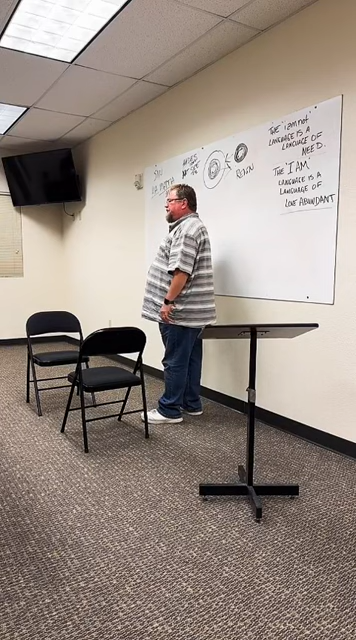 THE "i am not"
LANGUAGE IS A
LANGUAGE OF
NEED.
THE "I AM"
LANGUAGE IS A
LANGUAGE OF
LOVE ABUNDANT